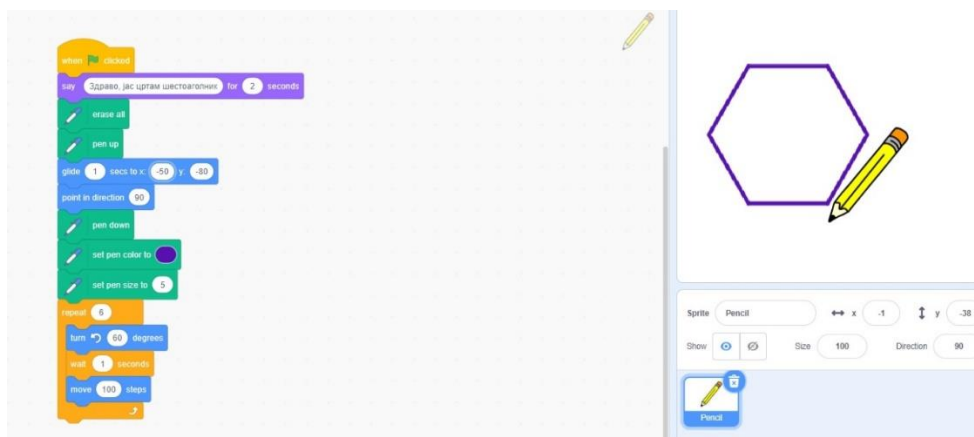 when clicked
say Здраво, јас цртам шестоаголник for 2 seconds
erase all
pen up
glide 1 secs to x: -50 y: -80
point in direction 90
pen down
set pen color to
set pen size to 5
repeat 6
turn 60 degrees
wait 1 seconds
move 100 steps
Sprite Pencil x -1 y -38
Show Size 100 Direction 90
Pencil